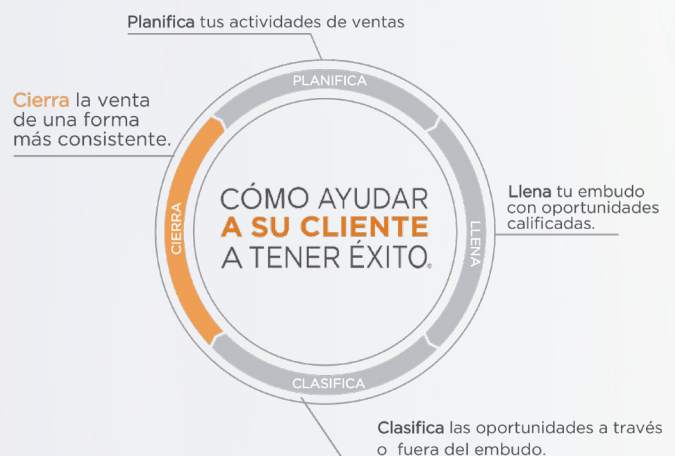 Planifica tus actividades de ventas
PLANIFICA
Cierra la venta
de una forma
más consistente.
CIERRA
CÓMO AYUDAR
A SU CLIENTE
A TENER ÉXITO®
LLENA
Llena tu embudo
con oportunidades
calificadas.
CLASIFICA
Clasifica las oportunidades a través
o fuera del embudo.